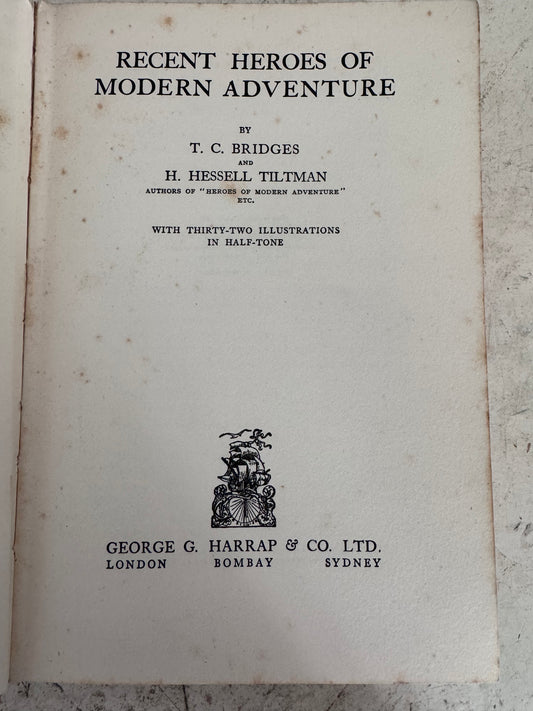 RECENT HEROES OF
MODERN ADVENTURE
BY
T. C. BRIDGES
AND
H. HESSELL TILTMAN
AUTHORS OF "HEROES OF MODERN ADVENTURE"
ETC.
WITH THIRTY-TWO ILLUSTRATIONS
IN HALF-TONE
GEORGE G. HARRAP & CO. LTD.
LONDON BOMBAY SYDNEY